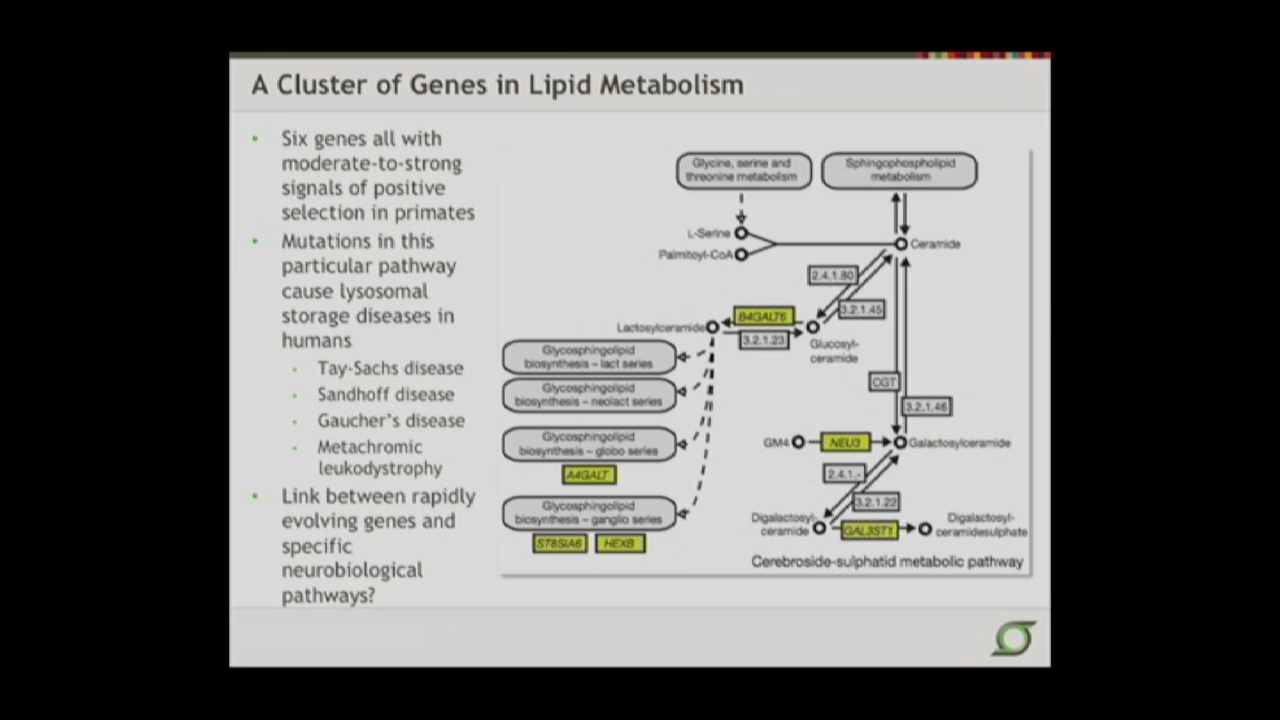 A Cluster of Genes in Lipid Metabolism
• Six genes all with
moderate-to-strong
signals of positive
selection in primates
• Mutations in this
particular pathway
cause lysosomal
storage diseases in
humans
• Tay-Sachs disease
• Sandhoff disease
• Gaucher's disease
• Metachromic
leukodystrophy
• Link between rapidly
evolving genes and
specific
neurobiological
pathways?
Glycine, serine and
threonine metabolism
Sphingophospholipid
metabolism
L-Serine
Palmitoyl-CoA
Ceramide
2.4.1.80
3.2.1.45
B4GALT6
Lactosylceramide
3.2.1.23
Glucosyl-
ceramide
Glycosphingolipid
biosynthesis – lact series
Glycosphingolipid
biosynthesis – neolact series
CGT
3.2.1.46
Glycosphingolipid
biosynthesis – globo series
A4GALT
GM4
NEU3
Galactosylceramide
2.4.1.-
3.2.1.22
Glycosphingolipid
biosynthesis – ganglio series
ST8SIA6
HEXB
Digalactosyl-
ceramide
GAL3ST1
Digalactosyl-
ceramidesulphate
Cerebroside-sulphatid metabolic pathway